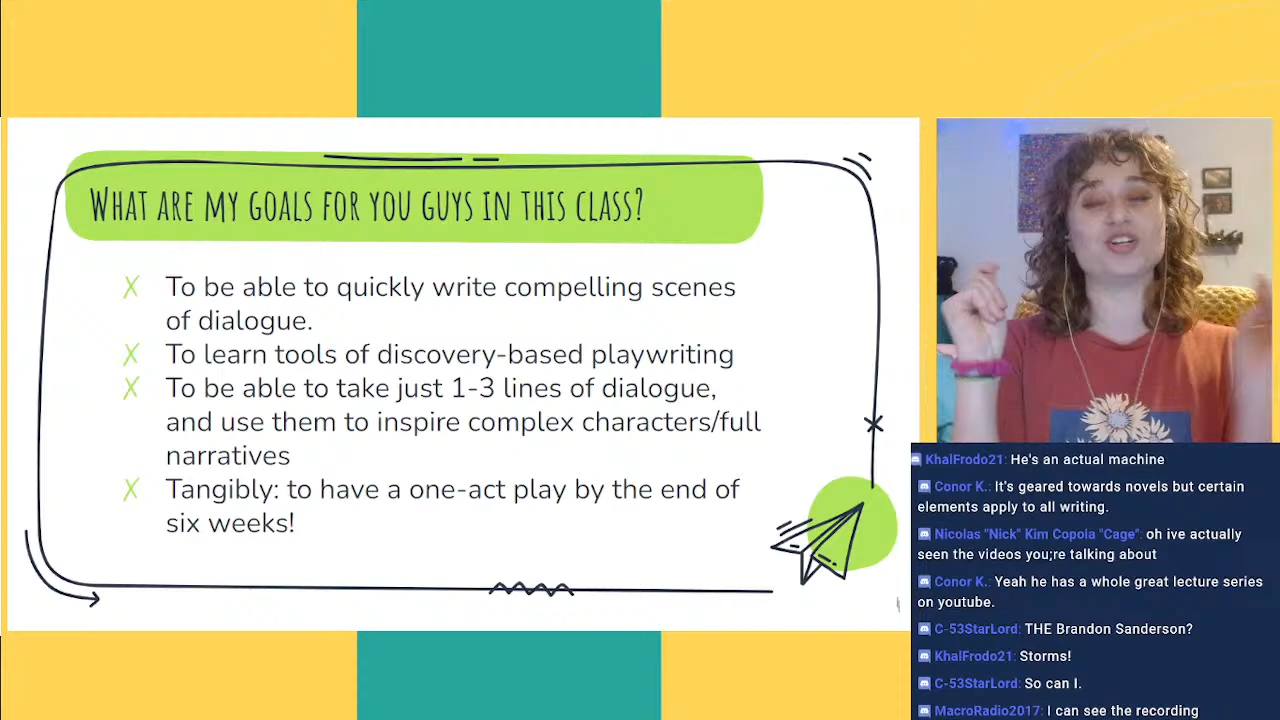 WHAT ARE MY GOALS FOR YOU GUYS IN THIS CLASS?
X To be able to quickly write compelling scenes
of dialogue.
X To learn tools of discovery-based playwriting
X To be able to take just 1-3 lines of dialogue,
and use them to inspire complex characters/full
narratives
X Tangibly: to have a one-act play by the end of
six weeks!
KhalFrodo21: He's an actual machine
Conor K.: It's geared towards novels but certain
elements apply to all writing.
Nicolas "Nick" Kim Copola "Cage": oh ive actually
seen the videos you;re talking about
Conor K.: Yeah he has a whole great lecture series
on youtube.
C-53StarLord: THE Brandon Sanderson?
KhalFrodo21: Storms!
C-53StarLord: So can I.
MacroRadio2017: I can see the recording